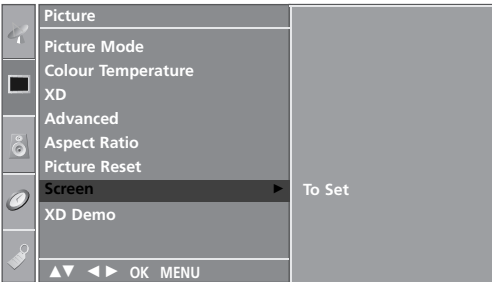 Picture
Picture Mode
Colour Temperature
XD
Advanced
Aspect Ratio
Picture Reset
Screen ► To Set
XD Demo
▲▼ ◄► OK MENU